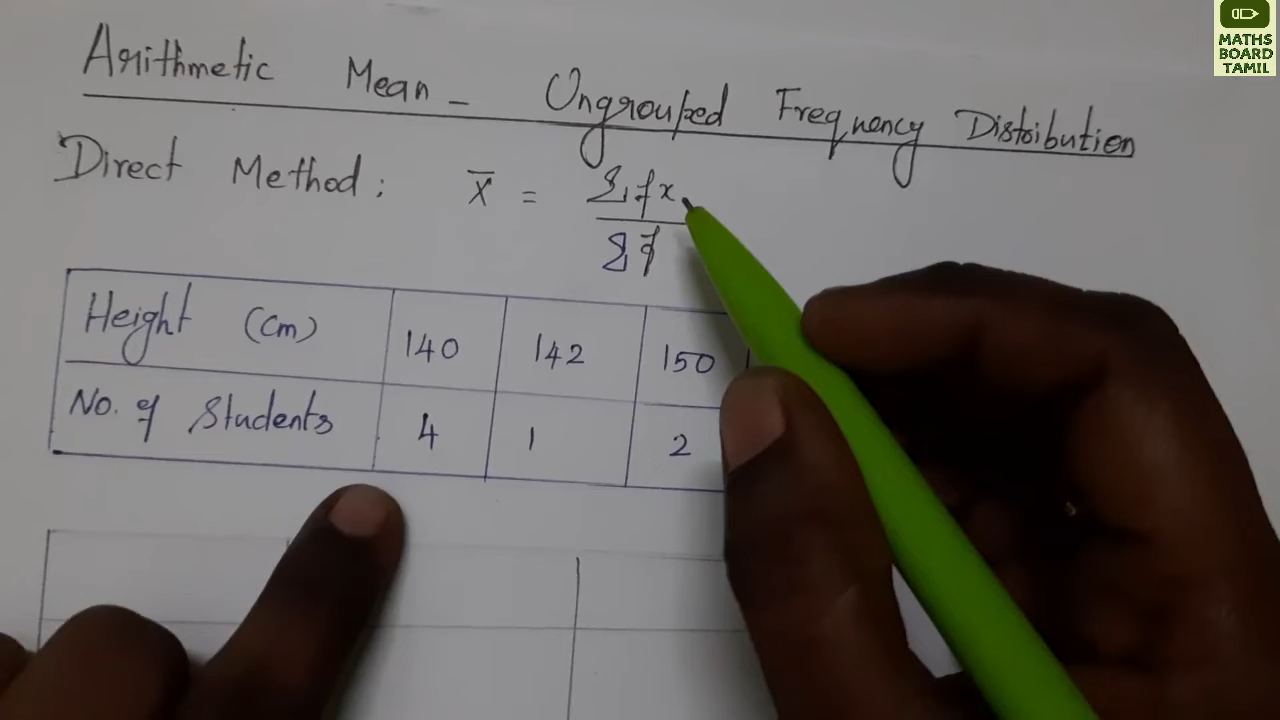 MATHS
BOARD
TAMIL
Arithmetic Mean - Ungrouped Frequency Distribution
Direct Method: X̄ = Σfx / Σf
Height (Cm) 140 142 150
No. of Students 4 1 2